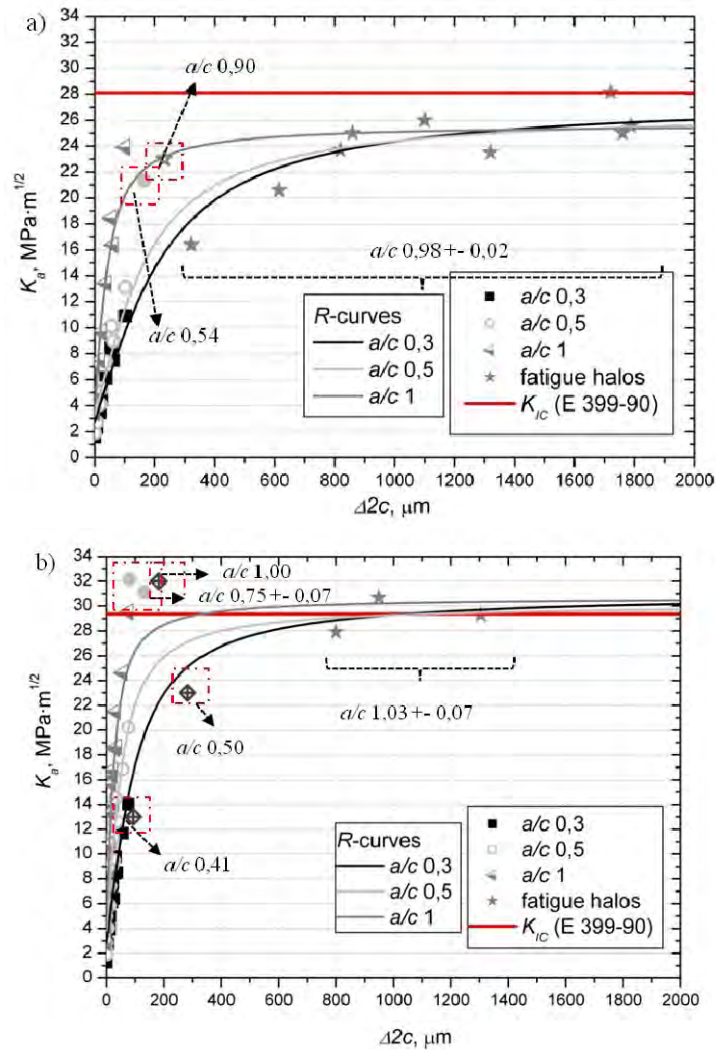 a)
34
32
30
28
26
24
22
20
18
16
14
12
10
8
6
4
2
0
Kₐ, MPa·m^1/2
a/c 0,90
a/c 0,98 +- 0,02
a/c 0,54
R-curves
a/c 0,3
a/c 0,5
a/c 1
a/c 0,3
a/c 0,5
a/c 1
fatigue halos
K_IC (E 399-90)
0 200 400 600 800 1000 1200 1400 1600 1800 2000
Δ2c, μm
b)
34
32
30
28
26
24
22
20
18
16
14
12
10
8
6
4
2
0
Kₐ, MPa·m^1/2
a/c 1,00
a/c 0,75 +- 0,07
a/c 1,03 +- 0,07
a/c 0,50
a/c 0,41
R-curves
a/c 0,3
a/c 0,5
a/c 1
a/c 0,3
a/c 0,5
a/c 1
fatigue halos
K_IC (E 399-90)
0 200 400 600 800 1000 1200 1400 1600 1800 2000
Δ2c, μm